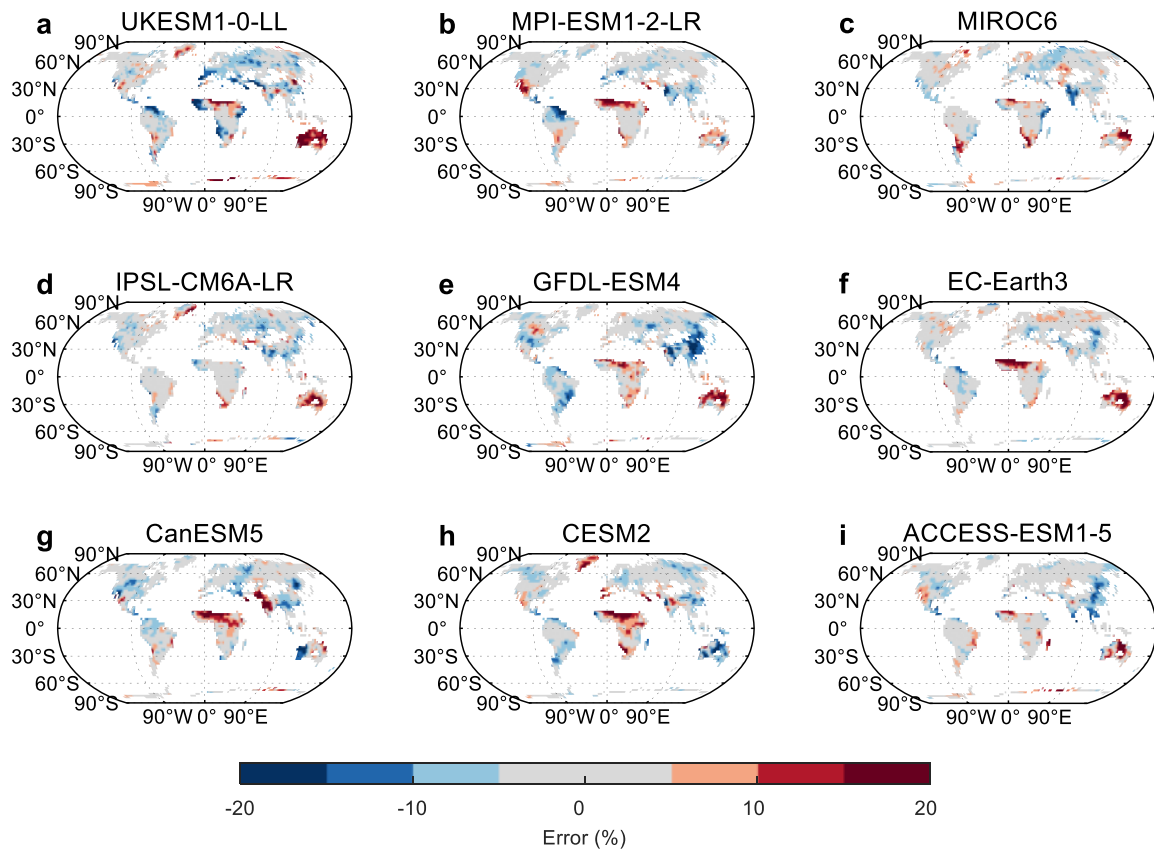 a UKESM1-0-LL
90°N
60°N
30°N
0°
30°S
60°S
90°S
90°W 0° 90°E
b MPI-ESM1-2-LR
90°N
60°N
30°N
0°
30°S
60°S
90°S
90°W 0° 90°E
c MIROC6
90°N
60°N
30°N
0°
30°S
60°S
90°S
90°W 0° 90°E
d IPSL-CM6A-LR
90°N
60°N
30°N
0°
30°S
60°S
90°S
90°W 0° 90°E
e GFDL-ESM4
90°N
60°N
30°N
0°
30°S
60°S
90°S
90°W 0° 90°E
f EC-Earth3
90°N
60°N
30°N
0°
30°S
60°S
90°S
90°W 0° 90°E
g CanESM5
90°N
60°N
30°N
0°
30°S
60°S
90°S
90°W 0° 90°E
h CESM2
90°N
60°N
30°N
0°
30°S
60°S
90°S
90°W 0° 90°E
i ACCESS-ESM1-5
90°N
60°N
30°N
0°
30°S
60°S
90°S
90°W 0° 90°E
-20 -10 0 10 20
Error (%)